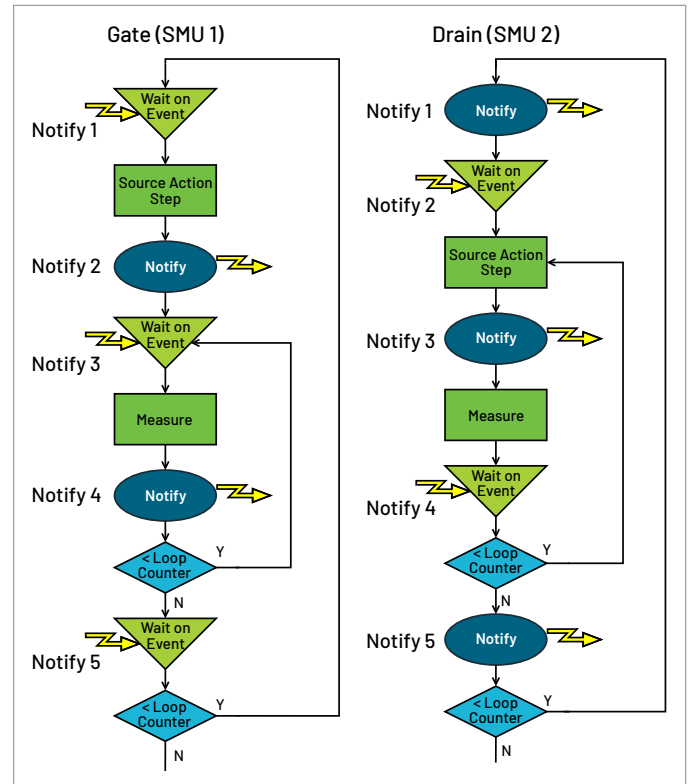 Gate (SMU 1)
Wait on
Event
Notify 1
Source Action
Step
Notify 2
Notify
Wait on
Event
Notify 3
Measure
Notify 4
Notify
< Loop
Counter
Y
N
Wait on
Event
Notify 5
< Loop
Counter
Y
N
Drain (SMU 2)
Notify 1
Notify
Wait on
Event
Notify 2
Source Action
Step
Notify 3
Notify
Measure
Wait on
Event
Notify 4
< Loop
Counter
Y
N
Notify 5
Notify
< Loop
Counter
Y
N